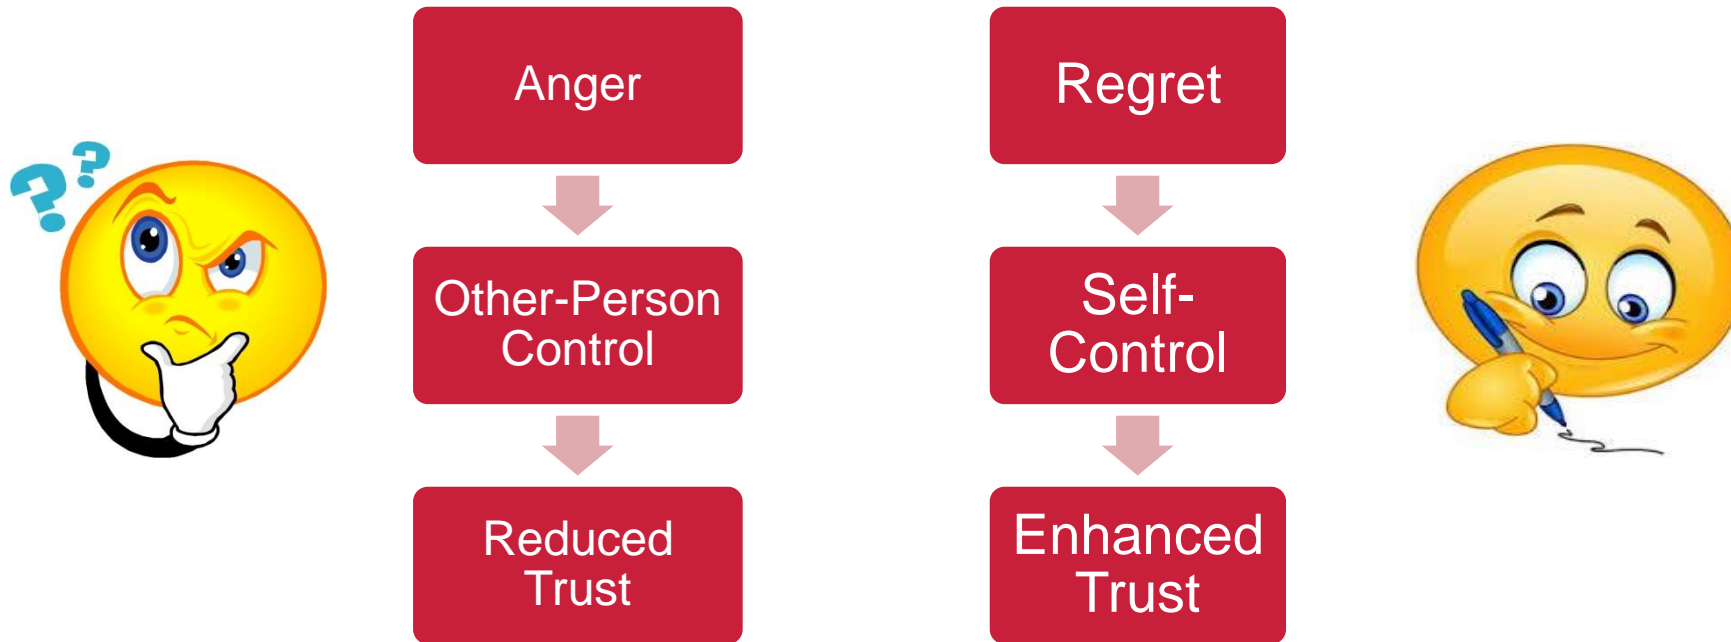 ?
?
Anger
Other-Person
Control
Reduced
Trust
Regret
Self-
Control
Enhanced
Trust